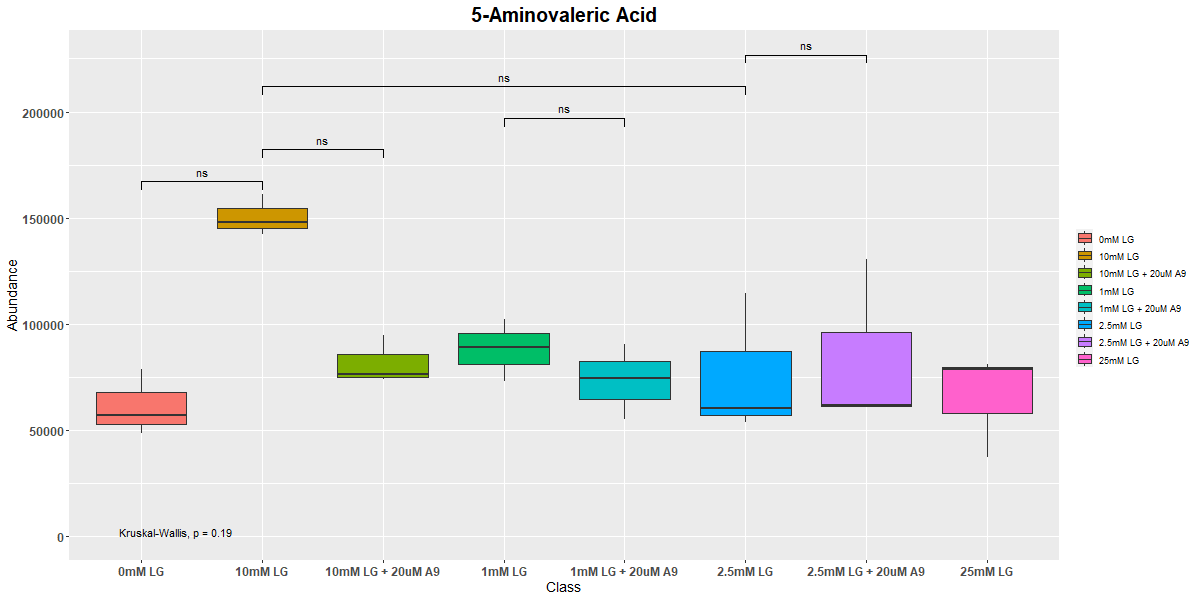 5-Aminovaleric Acid
ns
ns
ns
ns
ns
200000
150000
100000
50000
0
Abundance
Kruskal-Wallis, p = 0.19
0mM LG
10mM LG
10mM LG + 20uM A9
1mM LG
1mM LG + 20uM A9
2.5mM LG
2.5mM LG + 20uM A9
25mM LG
Class
0mM LG
10mM LG
10mM LG + 20uM A9
1mM LG
1mM LG + 20uM A9
2.5mM LG
2.5mM LG + 20uM A9
25mM LG